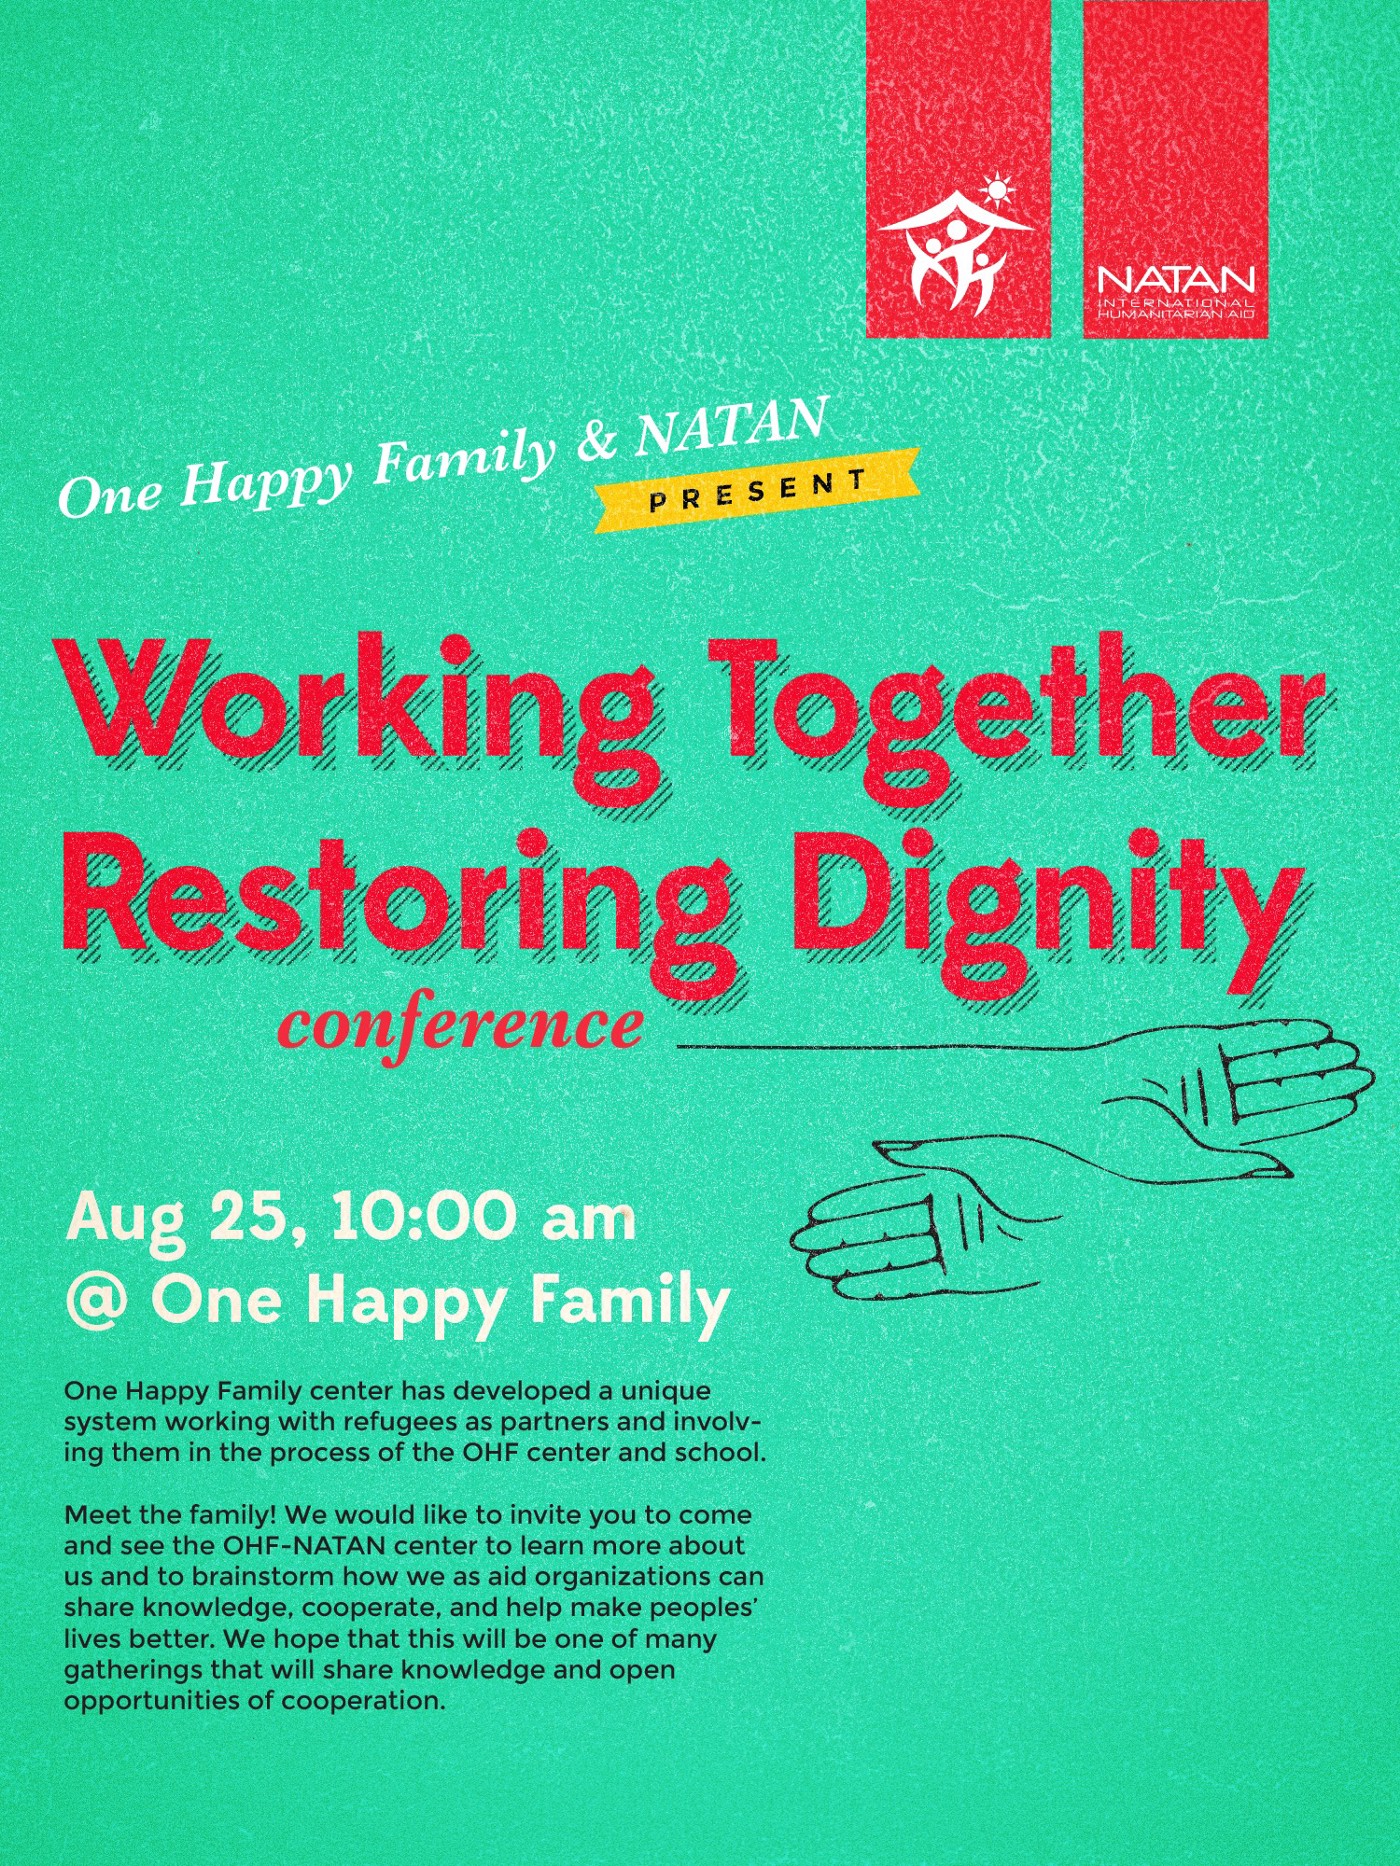 NATAN
INTERNATIONAL
HUMANITARIAN AID
One Happy Family & NATAN
PRESENT
Working Together
Restoring Dignity
conference
Aug 25, 10:00 am
@ One Happy Family
One Happy Family center has developed a unique
system working with refugees as partners and involv-
ing them in the process of the OHF center and school.
Meet the family! We would like to invite you to come
and see the OHF-NATAN center to learn more about
us and to brainstorm how we as aid organizations can
share knowledge, cooperate, and help make peoples’
lives better. We hope that this will be one of many
gatherings that will share knowledge and open
opportunities of cooperation.